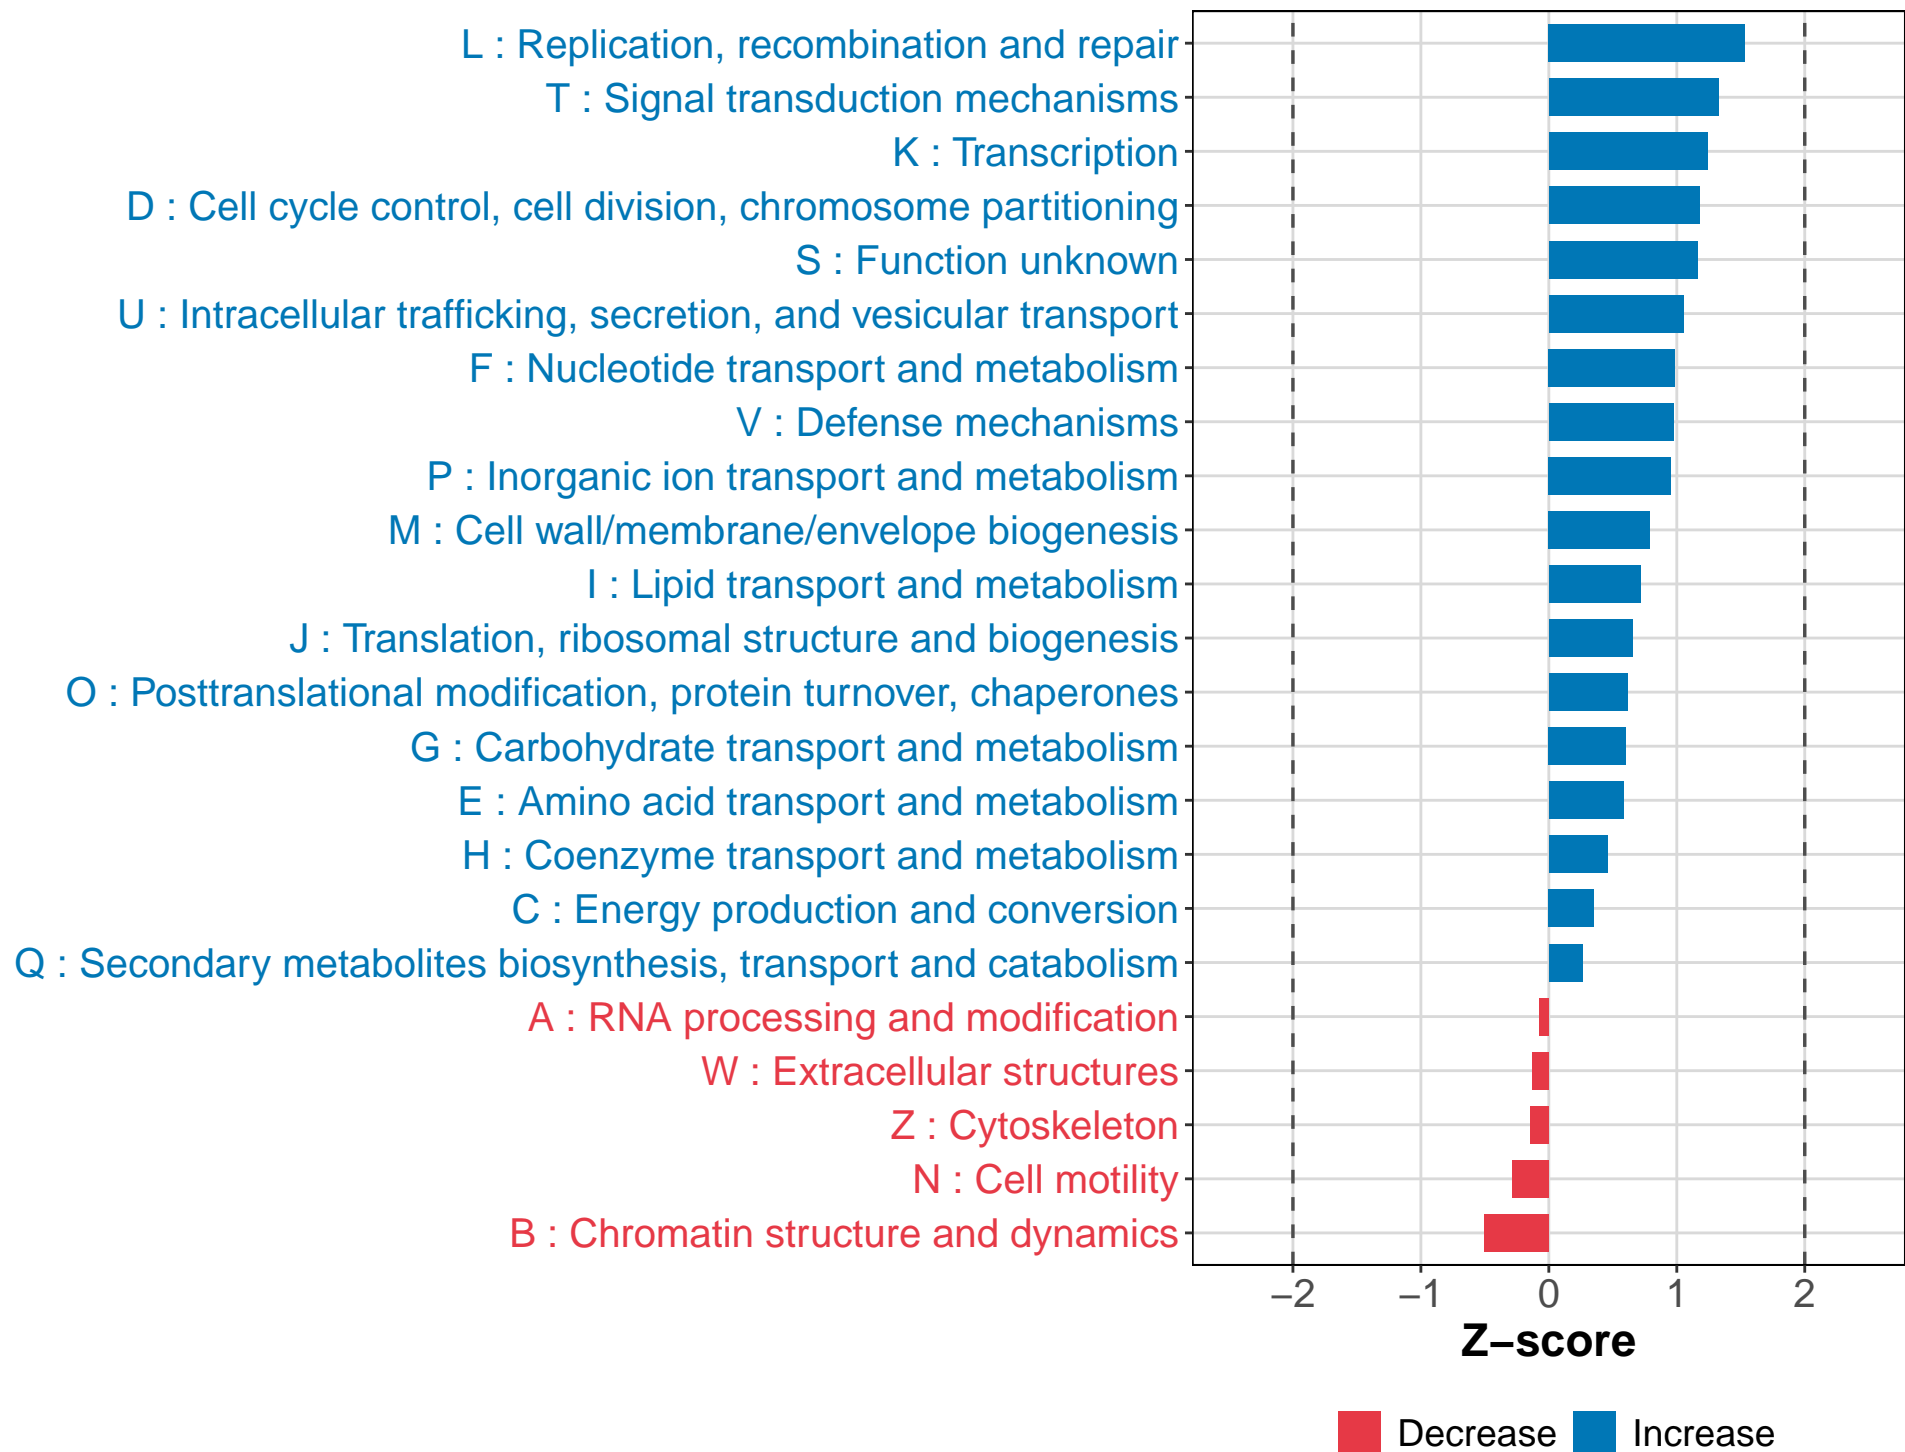 L : Replication, recombination and repair
T : Signal transduction mechanisms
K : Transcription
D : Cell cycle control, cell division, chromosome partitioning
S : Function unknown
U : Intracellular trafficking, secretion, and vesicular transport
F : Nucleotide transport and metabolism
V : Defense mechanisms
P : Inorganic ion transport and metabolism
M : Cell wall/membrane/envelope biogenesis
I : Lipid transport and metabolism
J : Translation, ribosomal structure and biogenesis
O : Posttranslational modification, protein turnover, chaperones
G : Carbohydrate transport and metabolism
E : Amino acid transport and metabolism
H : Coenzyme transport and metabolism
C : Energy production and conversion
Q : Secondary metabolites biosynthesis, transport and catabolism
A : RNA processing and modification
W : Extracellular structures
Z : Cytoskeleton
N : Cell motility
B : Chromatin structure and dynamics
−2 −1 0 1 2
Z−score
Decrease Increase